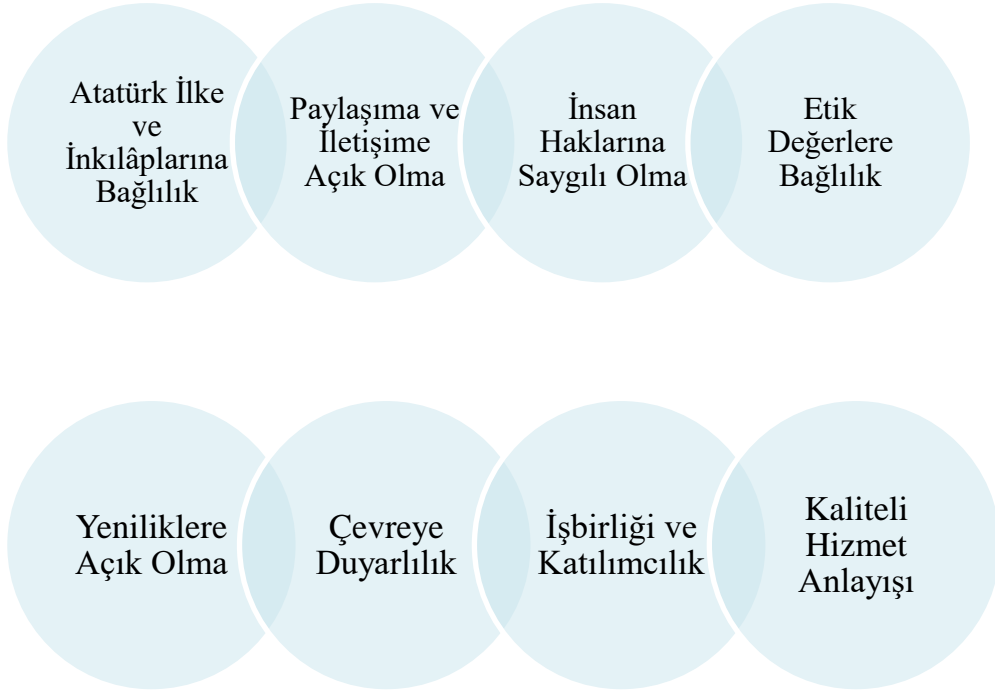 Atatürk İlke
ve
İnkılâplarına
Bağlılık
Paylaşıma ve
İletişime
Açık Olma
İnsan
Haklarına
Saygılı Olma
Etik
Değerlere
Bağlılık
Yeniliklere
Açık Olma
Çevreye
Duyarlılık
İşbirliği ve
Katılımcılık
Kaliteli
Hizmet
Anlayışı